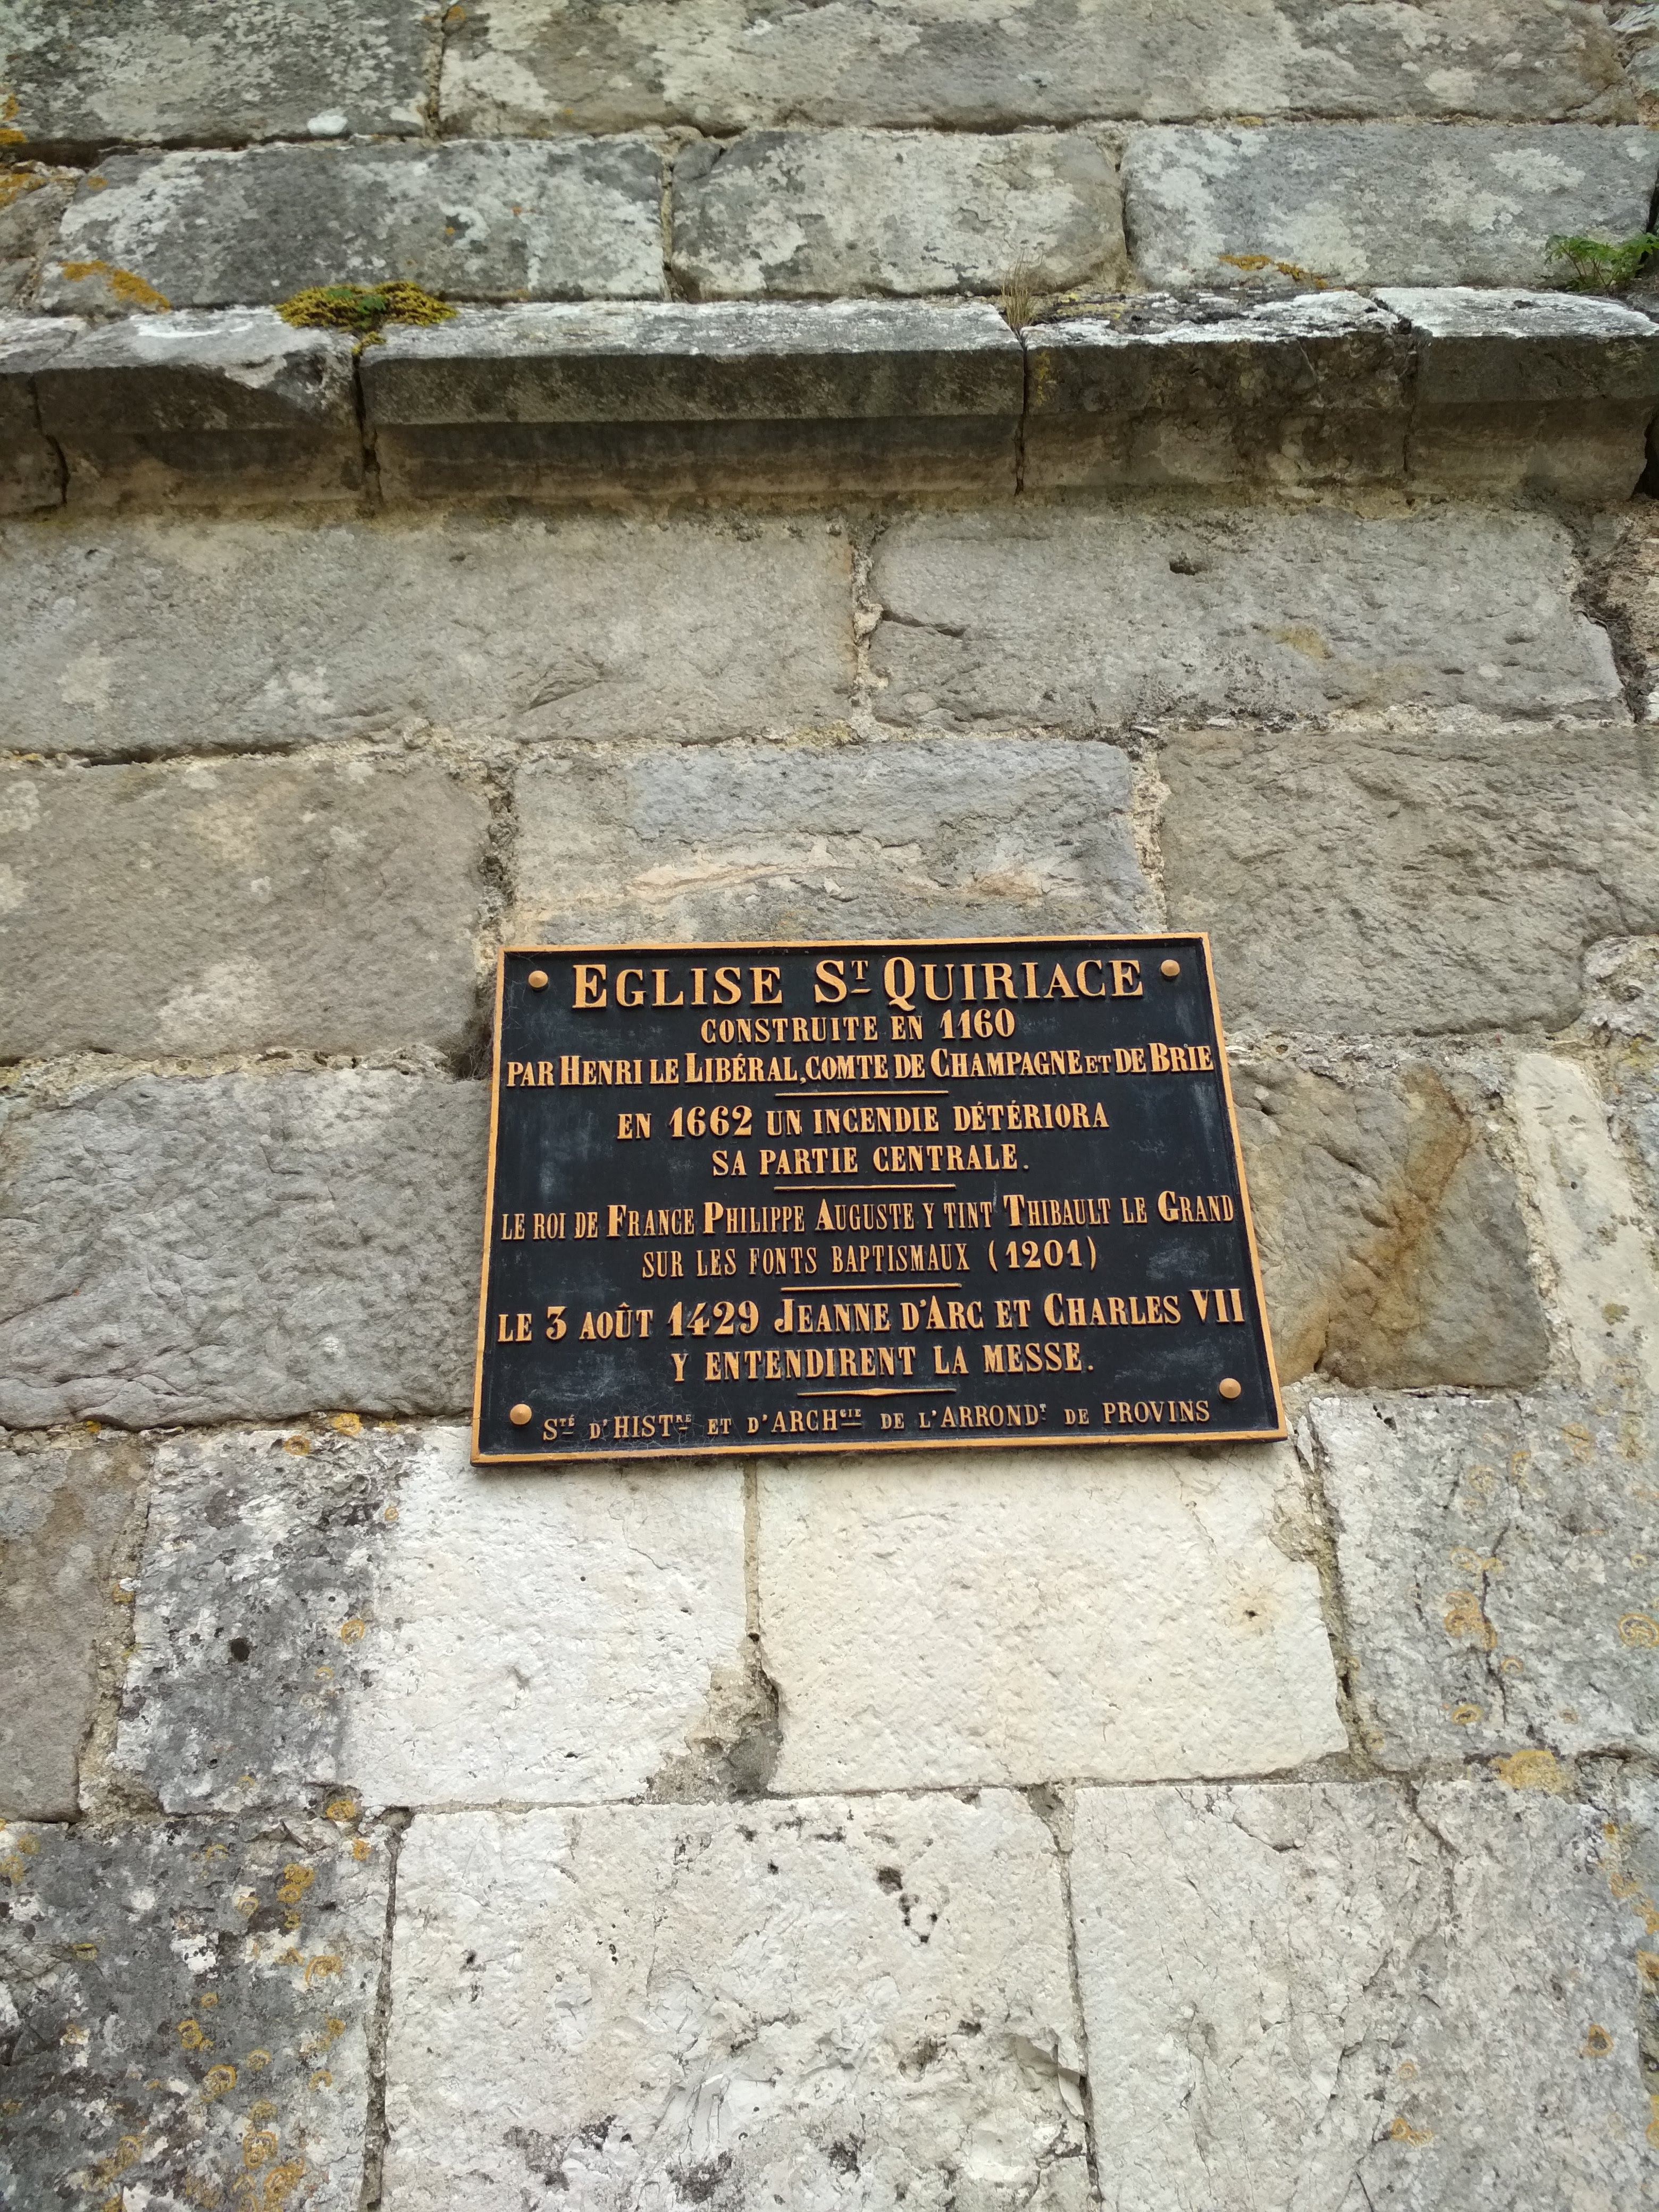 EGLISE ST QUIRIACE
CONSTRUITE EN 1160
PAR HENRI LE LIBÉRAL, COMTE DE CHAMPAGNE ET DE BRIE
EN 1662 UN INCENDIE DÉTÉRIORA
SA PARTIE CENTRALE.
LE ROI DE FRANCE PHILIPPE AUGUSTE Y TINT THIBAULT LE GRAND
SUR LES FONTS BAPTISMAUX (1201)
LE 3 AOÛT 1429 JEANNE D'ARC ET CHARLES VII
Y ENTENDIRENT LA MESSE.
STÉ D'HISTRE ET D'ARCHGIE DE L'ARRONDT DE PROVINS